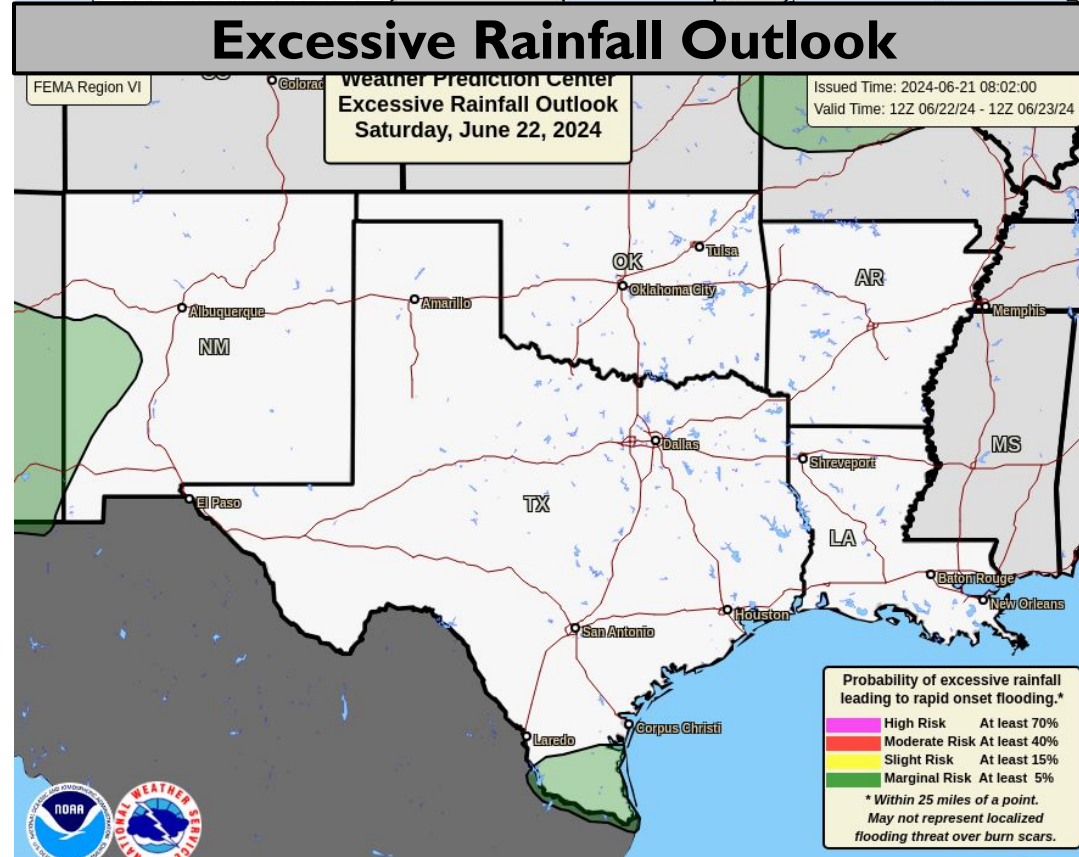 Excessive Rainfall Outlook
FEMA Region VI
Weather Prediction Center
Excessive Rainfall Outlook
Saturday, June 22, 2024
Issued Time: 2024-06-21 08:02:00
Valid Time: 12Z 06/22/24 - 12Z 06/23/24
Tulsa
OK
Oklahoma City
AR
Albuquerque
Amarillo
Memphis
NM
Dallas
MS
Shreveport
El Paso
TX
LA
Baton Rouge
New Orleans
Houston
San Antonio
Corpus Christi
Laredo
Probability of excessive rainfall
leading to rapid onset flooding.*
High Risk At least 70%
Moderate Risk At least 40%
Slight Risk At least 15%
Marginal Risk At least 5%
* Within 25 miles of a point.
May not represent localized
flooding threat over burn scars.
NOAA